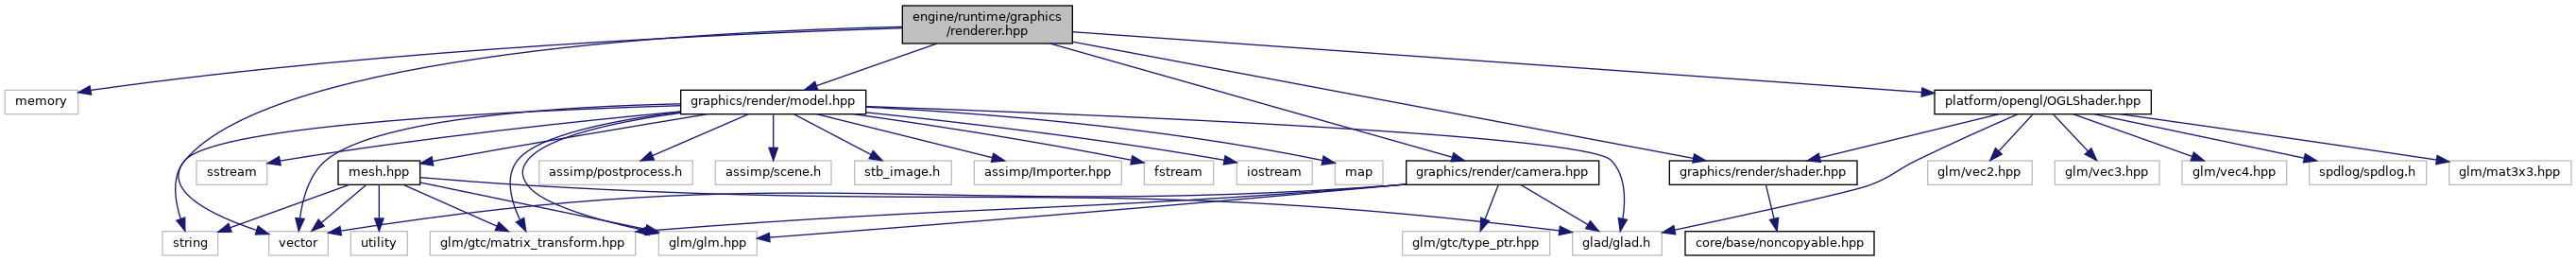 engine/runtime/graphics
/renderer.hpp
memory
graphics/render/model.hpp
platform/opengl/OGLShader.hpp
sstream
mesh.hpp
assimp/postprocess.h
assimp/scene.h
stb_image.h
assimp/Importer.hpp
fstream
iostream
map
graphics/render/camera.hpp
graphics/render/shader.hpp
glm/vec2.hpp
glm/vec3.hpp
glm/vec4.hpp
spdlog/spdlog.h
glm/mat3x3.hpp
string
vector
utility
glm/gtc/matrix_transform.hpp
glm/glm.hpp
glm/gtc/type_ptr.hpp
glad/glad.h
core/base/noncopyable.hpp